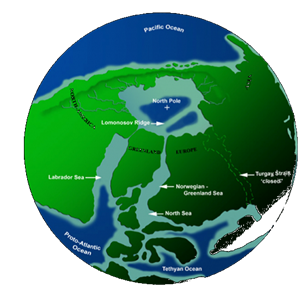 Pacific Ocean
North Pole
Lomonosov Ridge
GREENLAND
EUROPE
Labrador Sea
Turgay Strait
'closed'
Norwegian -
Greenland Sea
North Sea
Proto-Atlantic
Ocean
Tethyan Ocean